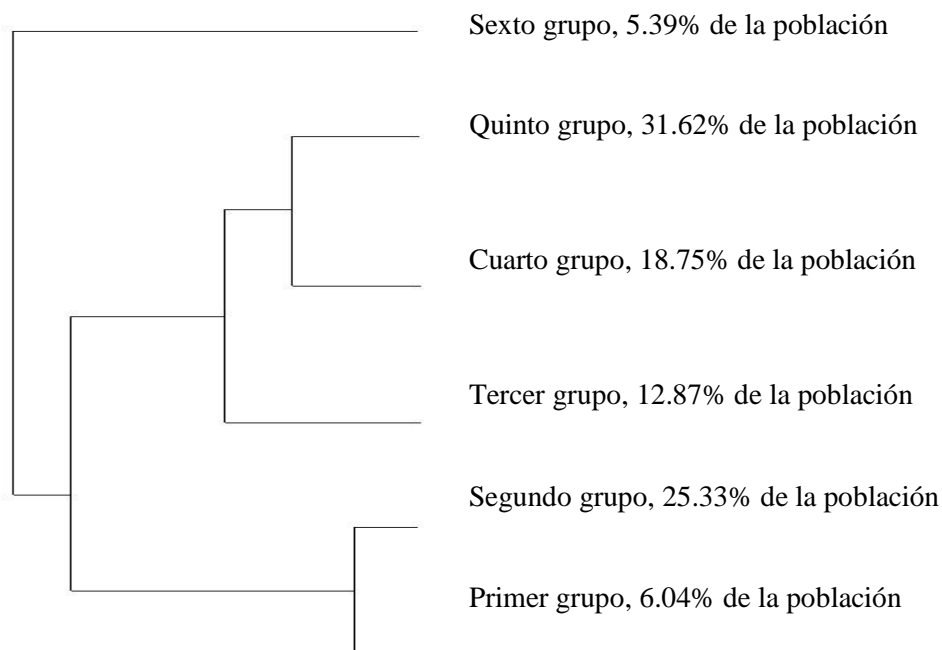 Sexto grupo, 5.39% de la población
Quinto grupo, 31.62% de la población
Cuarto grupo, 18.75% de la población
Tercer grupo, 12.87% de la población
Segundo grupo, 25.33% de la población
Primer grupo, 6.04% de la población